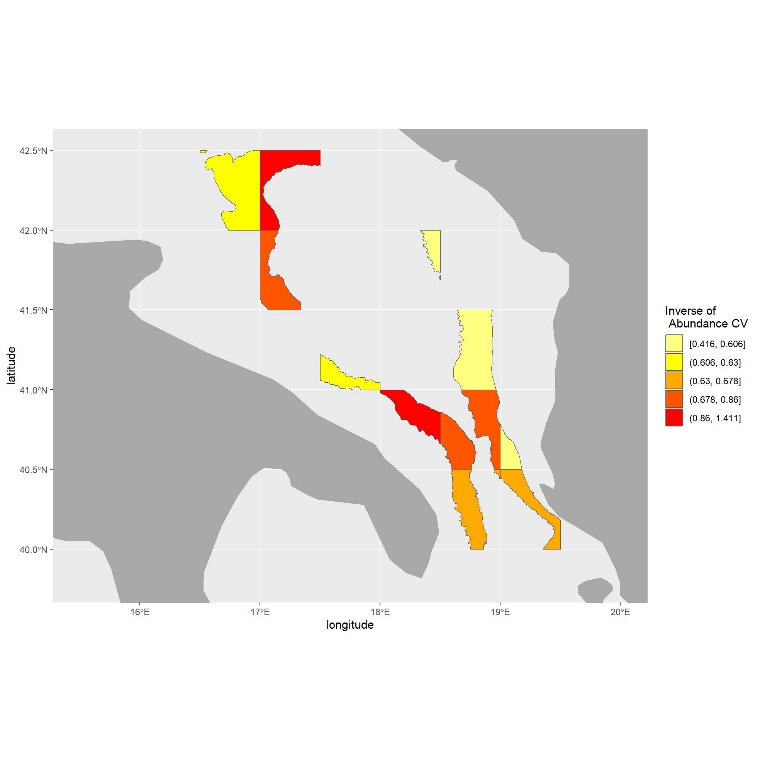 42.5°N
42.0°N
41.5°N
41.0°N
40.5°N
40.0°N
latitude
16°E
17°E
18°E
19°E
20°E
longitude
Inverse of
Abundance CV
[0.416, 0.606]
(0.606, 0.63]
(0.63, 0.678]
(0.678, 0.86]
(0.86, 1.411]